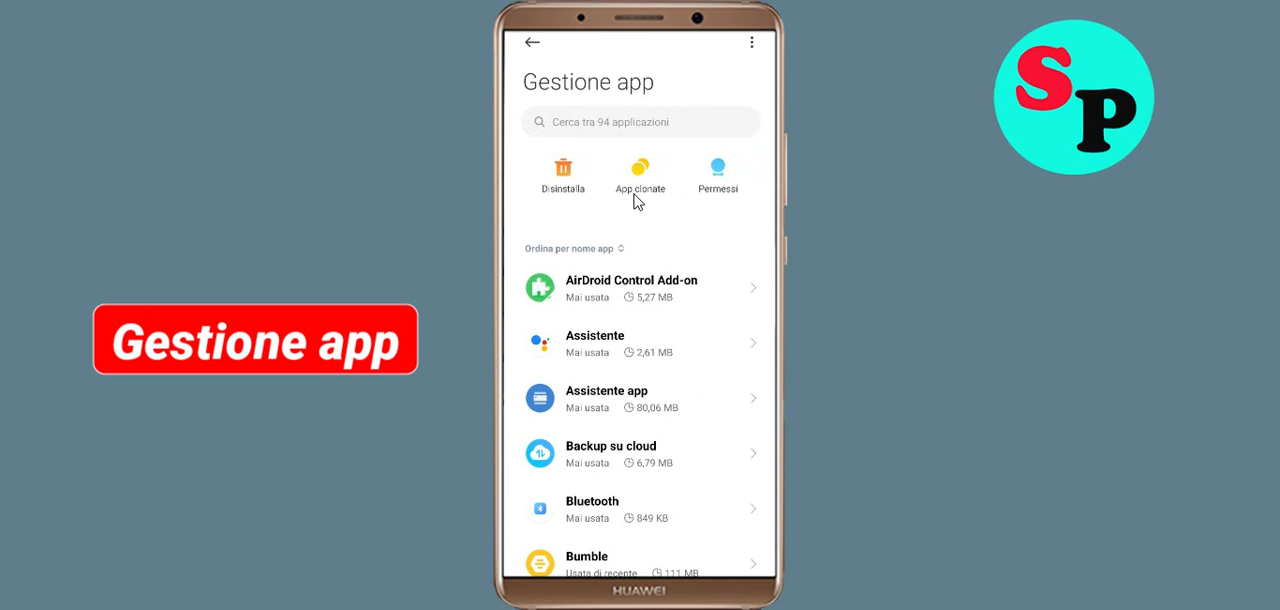 Gestione app
Cerca tra 94 applicazioni
Disinstalla
App clonate
Permessi
Ordina per nome app
AirDroid Control Add-on
Mai usata 5,27 MB
Assistente
Mai usata 2,61 MB
Assistente app
Mai usata 80,06 MB
Backup su cloud
Mai usata 6,79 MB
Bluetooth
Mai usata 849 KB
Bumble
Usata di recente 111 MB
HUAWEI
Gestione app
SP